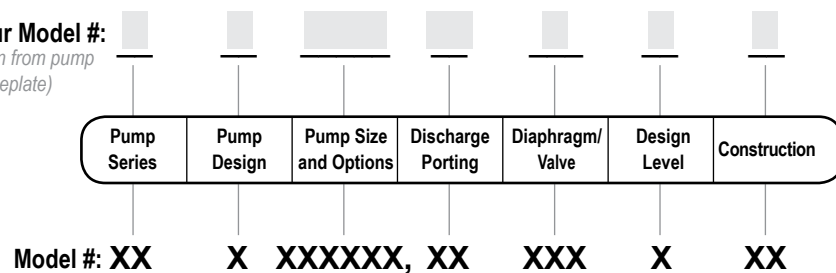 ur Model #:
n from pump
eplate)
Pump Series
Pump Design
Pump Size and Options
Discharge Porting
Diaphragm/ Valve
Design Level
Construction
Model #: XX X XXXXXX, XX XXX X XX